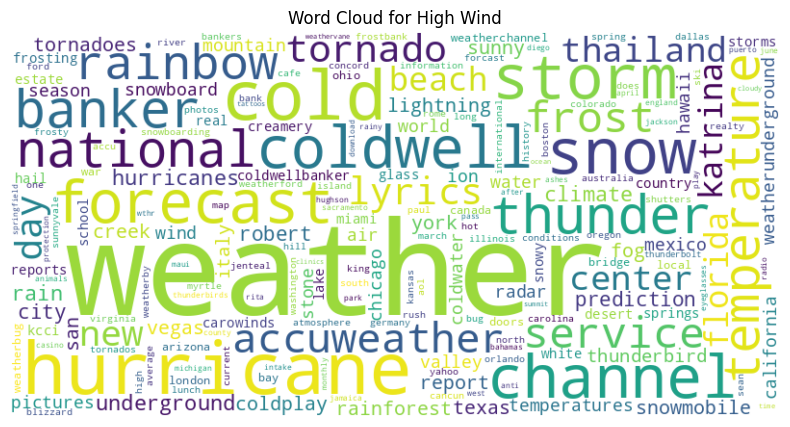 Word Cloud for High Wind
tornadoes river bankers weathervane frostbank information weatherchannel spring dallas puerto june
frosting rainbow mountain tornado sunny forcast diego thailand storms
ford concord cafe ski cloudy
estate season snowboard ohio bank tattoos cold beach storm does april england hawaii katrina temperature
banker photos real creamery lightning rome long frost colorado jackson realty
frosty snowboarding world history boston
national accu coldwell download rainy international ocean snow play weatherunderground
hail war hurricanes coldwellbanker glass ion water australia country
day one springfield sunnyvale protection wthr weatherford island after ashes climate shutters
forecast lyrics canada pass hot thunder
school map sacramento miami york paul march illinois conditions oregon thunderbolt fog mexico florida
creek wind robert air hill italy bridge local radio
reports animals maui jenteal clinics washington stone lake king chicago kansas aoi coldwater radar snowy center eyeglasses
rain kcci weather weatherby hughson south park summit prediction desert springs
city san virginia myrtle thunderbirds rita rush bug carolina
new vegas carowinds atmosphere germany doors north bahamas service california
weatherbug casino tornados arizona county accuweather valley orlando white thunderbird sean
hurricane michigan high average london lunch current bay intake monthly yahoo report cancun west anti channel
pictures underground coldplay jamaica rainforest texas temperatures snowmobile time
blizzard